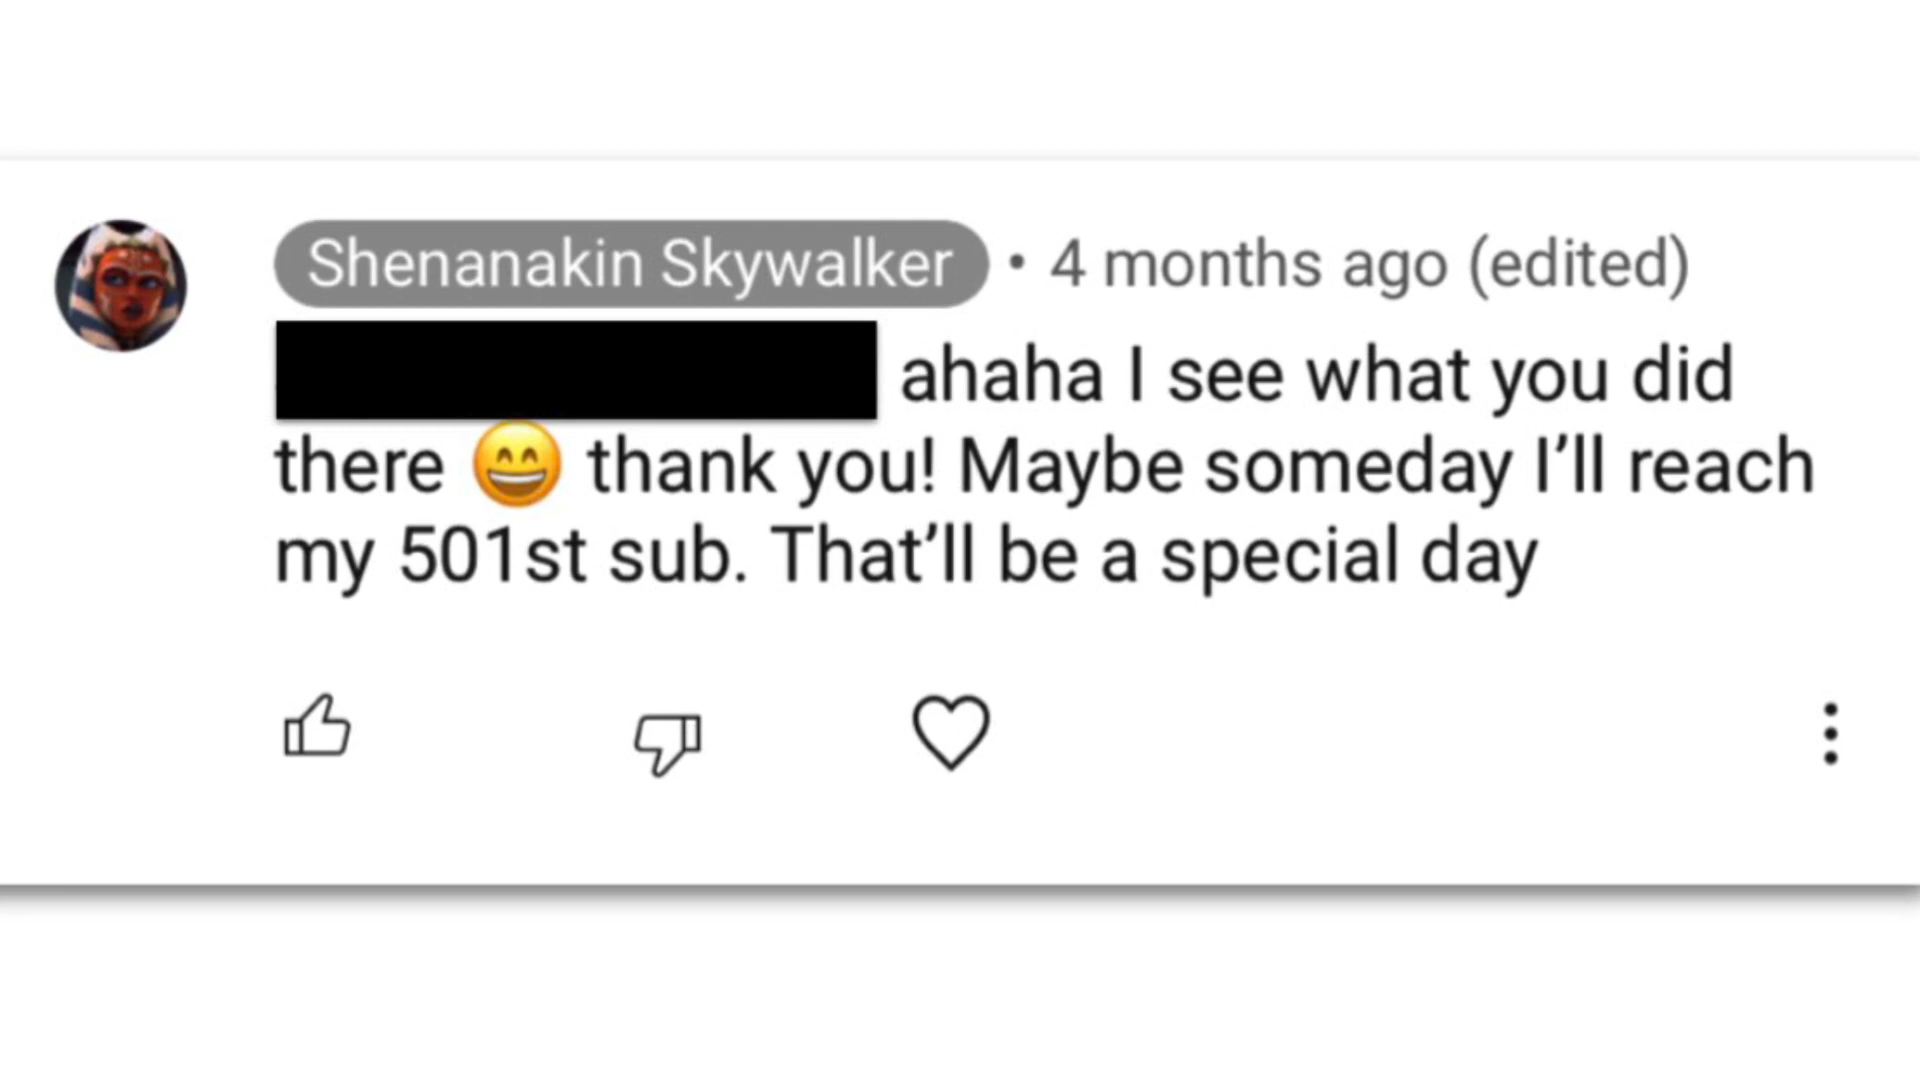 Shenanakin Skywalker • 4 months ago (edited)
ahaha I see what you did
there 😄 thank you! Maybe someday I’ll reach
my 501st sub. That’ll be a special day